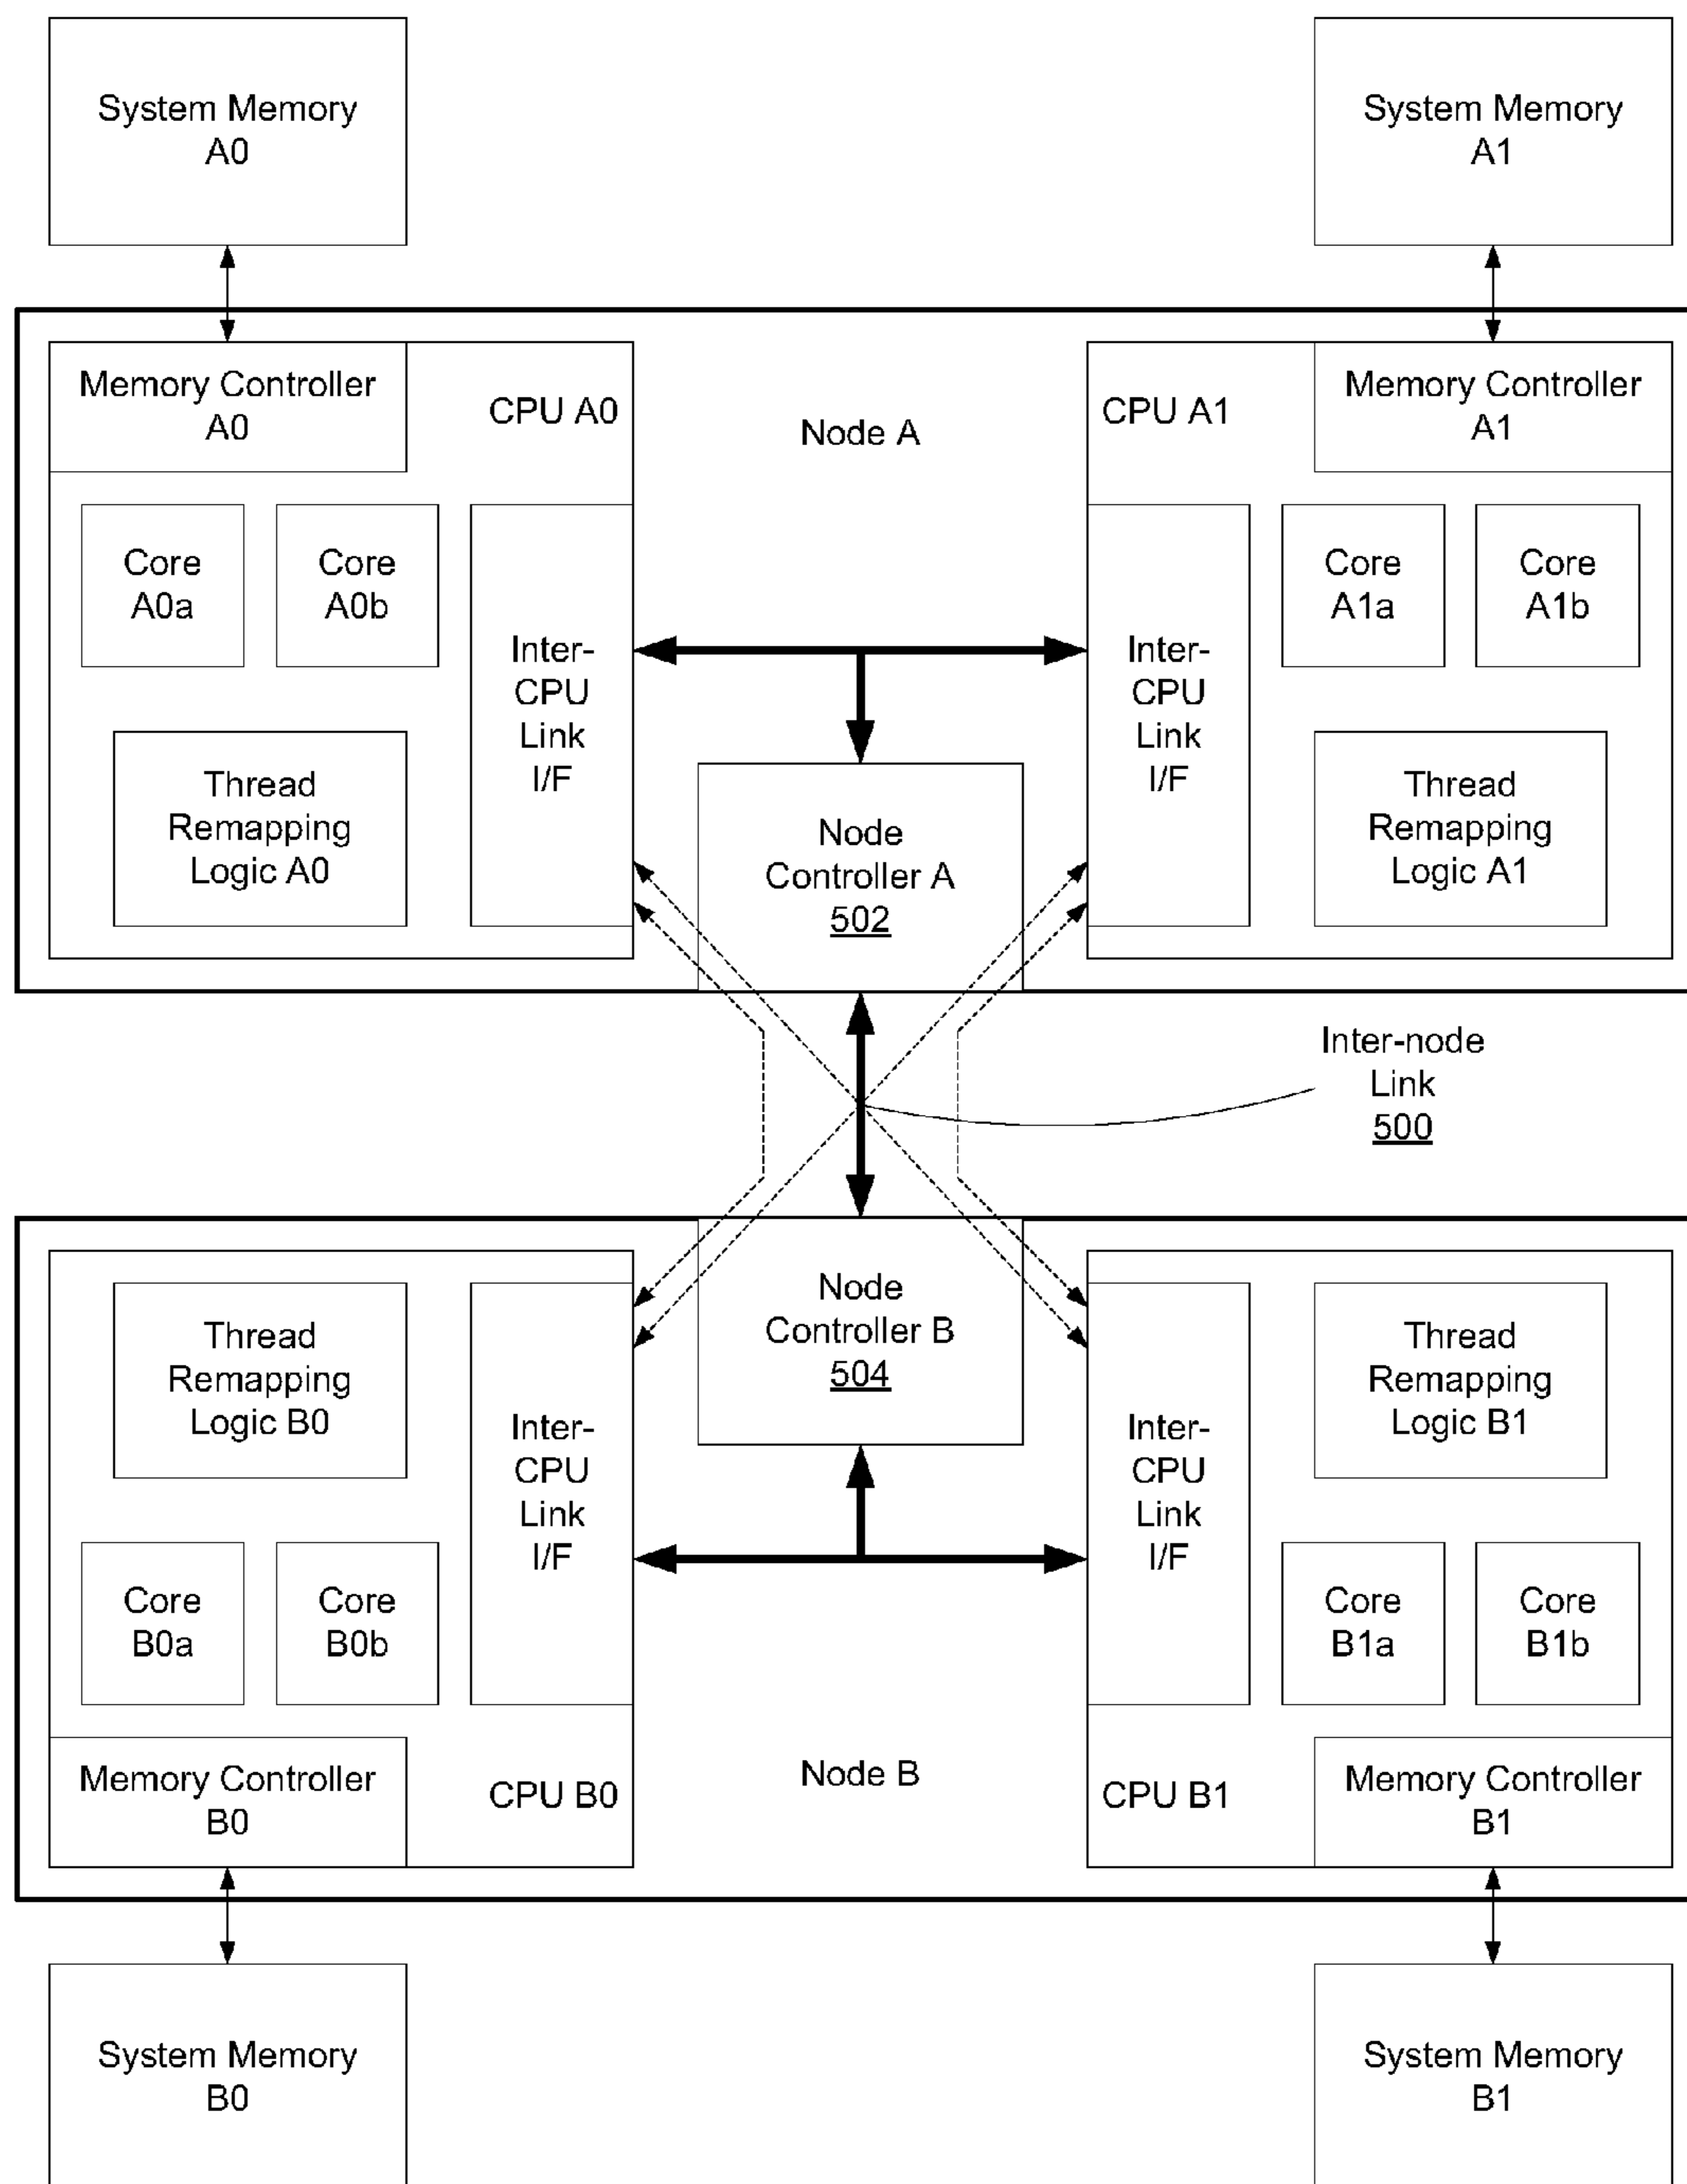 System Memory
A0
System Memory
A1
Memory Controller
A0
CPU A0
Node A
CPU A1
Memory Controller
A1
Core
A0a
Core
A0b
Inter-
CPU
Link
I/F
Inter-
CPU
Link
I/F
Core
A1a
Core
A1b
Thread
Remapping
Logic A0
Node
Controller A
502
Thread
Remapping
Logic A1
Inter-node
Link
500
Thread
Remapping
Logic B0
Inter-
CPU
Link
I/F
Node
Controller B
504
Inter-
CPU
Link
I/F
Thread
Remapping
Logic B1
Core
B0a
Core
B0b
Core
B1a
Core
B1b
Memory Controller
B0
CPU B0
Node B
CPU B1
Memory Controller
B1
System Memory
B0
System Memory
B1